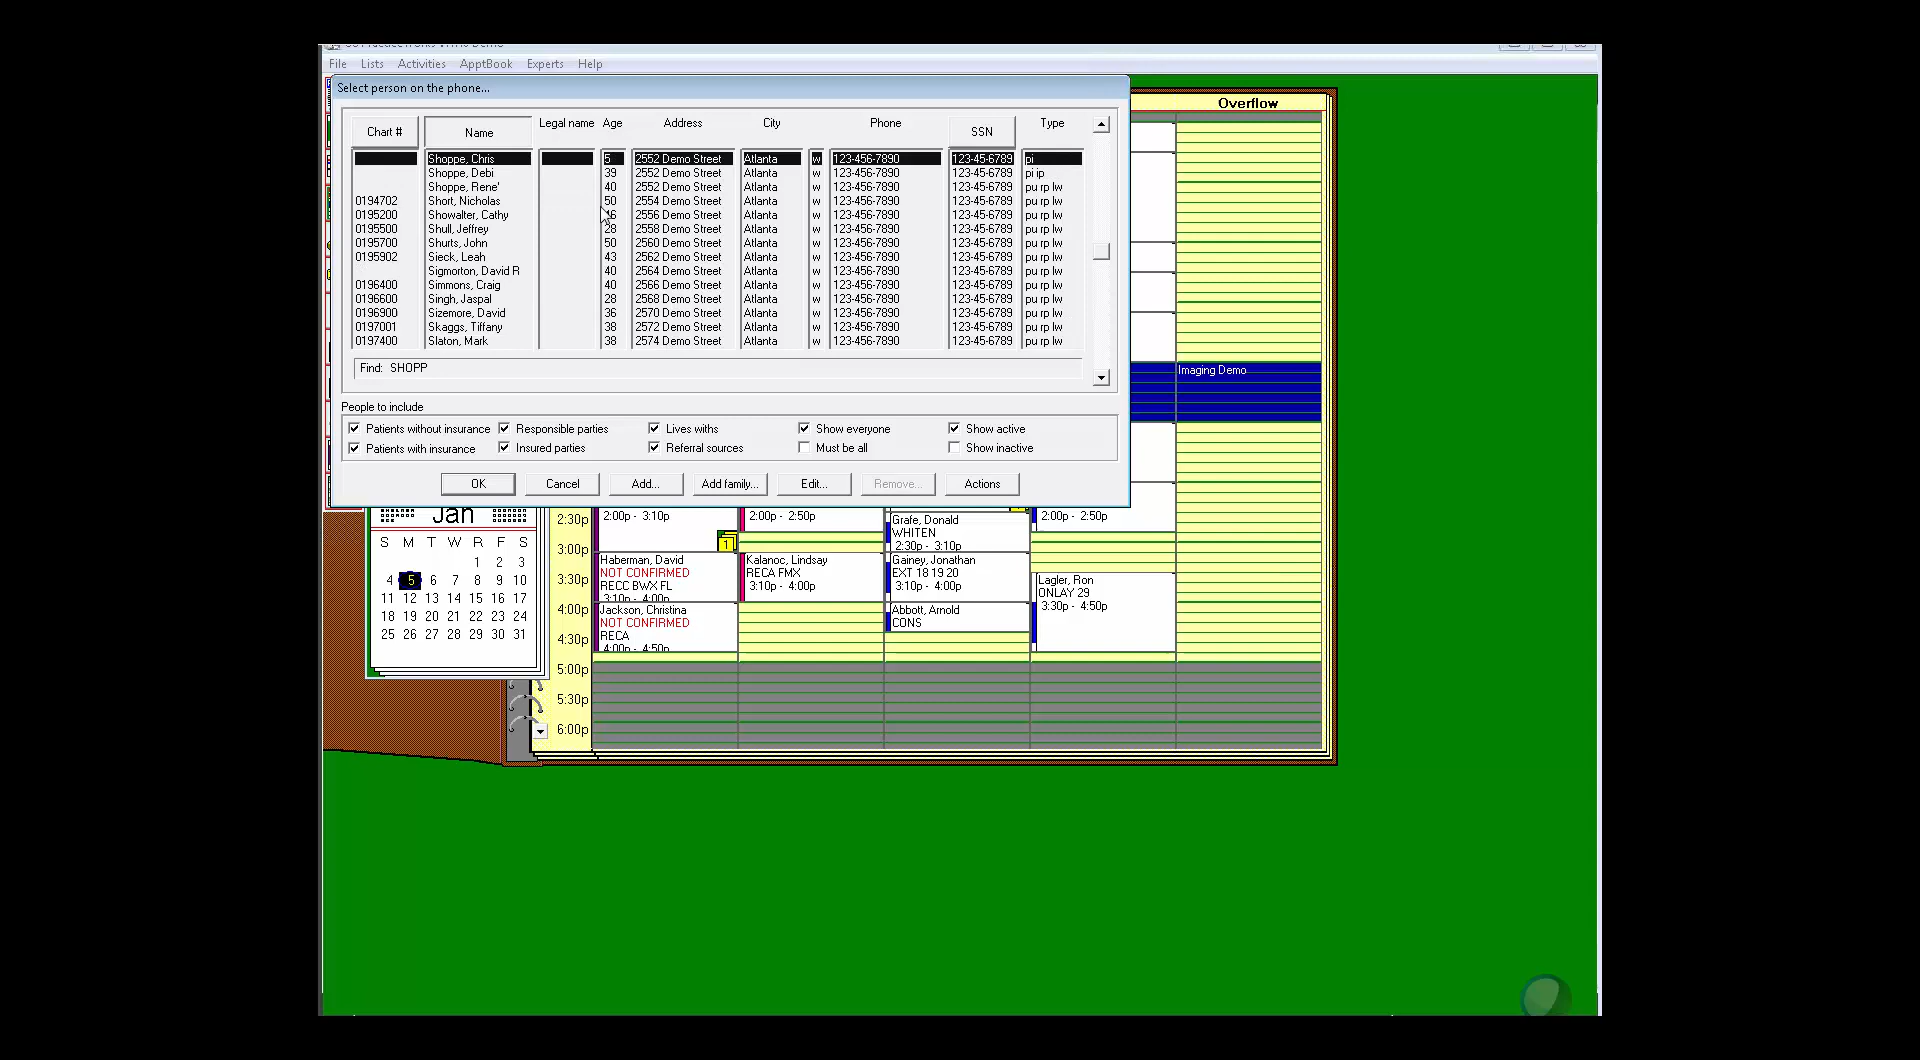 File Lists Activities ApptBook Experts Help
Select person on the phone...
Chart # Name Legal name Age Address City Phone SSN Type
Shoppe, Chris 5 2552 Demo Street Atlanta w 123-456-7890 123-45-6789 pi
Shoppe, Debi 39 2552 Demo Street Atlanta w 123-456-7890 123-45-6789 pi ip
Shoppe, Rene' 40 2552 Demo Street Atlanta w 123-456-7890 123-45-6789 pu rp lw
0194702 Short, Nicholas 50 2554 Demo Street Atlanta w 123-456-7890 123-45-6789 pu rp lw
0195200 Showalter, Cathy 2556 Demo Street Atlanta w 123-456-7890 123-45-6789 pu rp lw
0195500 Shull, Jeffrey 28 2558 Demo Street Atlanta w 123-456-7890 123-45-6789 pu rp lw
0195700 Shurts, John 50 2560 Demo Street Atlanta w 123-456-7890 123-45-6789 pu rp lw
0195902 Sieck, Leah 43 2562 Demo Street Atlanta w 123-456-7890 123-45-6789 pu rp lw
Sigmorton, David R 40 2564 Demo Street Atlanta w 123-456-7890 123-45-6789 pu rp lw
0196400 Simmons, Craig 40 2566 Demo Street Atlanta w 123-456-7890 123-45-6789 pu rp lw
0196600 Singh, Jaspal 28 2568 Demo Street Atlanta w 123-456-7890 123-45-6789 pu rp lw
0196900 Sizemore, David 36 2570 Demo Street Atlanta w 123-456-7890 123-45-6789 pu rp lw
0197001 Skaggs, Tiffany 38 2572 Demo Street Atlanta w 123-456-7890 123-45-6789 pu rp lw
0197400 Slaton, Mark 38 2574 Demo Street Atlanta w 123-456-7890 123-45-6789 pu rp lw
Find: SHOPP
People to include
Patients without insurance Responsible parties Lives withs Show everyone Show active
Patients with insurance Insured parties Referral sources Must be all Show inactive
OK Cancel Add... Add family... Edit... Remove... Actions
Overflow
Imaging Demo
Jan
S M T W R F S
1 2 3
4 5 6 7 8 9 10
11 12 13 14 15 16 17
18 19 20 21 22 23 24
25 26 27 28 29 30 31
2:30p
3:00p
3:30p
4:00p
4:30p
5:00p
5:30p
6:00p
2:00p - 3:10p
1
Haberman, David
NOT CONFIRMED
RECC BWX FL
3:10p - 4:00p
Jackson, Christina
NOT CONFIRMED
RECA
4:00p - 4:50p
2:00p - 2:50p
Kalanoc, Lindsay
RECA FMX
3:10p - 4:00p
Grafe, Donald
WHITEN
2:30p - 3:10p
Gainey, Jonathan
EXT 18 19 20
3:10p - 4:00p
Abbott, Arnold
CONS
2:00p - 2:50p
Lagler, Ron
ONLAY 29
3:30p - 4:50p